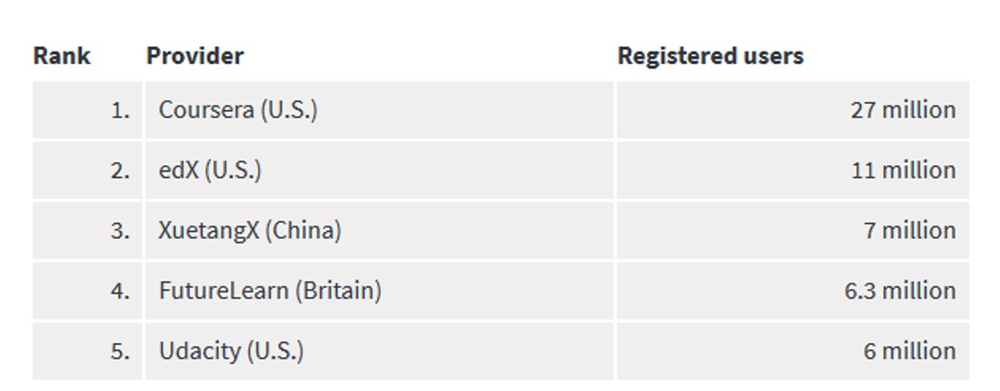 Rank Provider Registered users
1. Coursera (U.S.) 27 million
2. edX (U.S.) 11 million
3. XuetangX (China) 7 million
4. FutureLearn (Britain) 6.3 million
5. Udacity (U.S.) 6 million